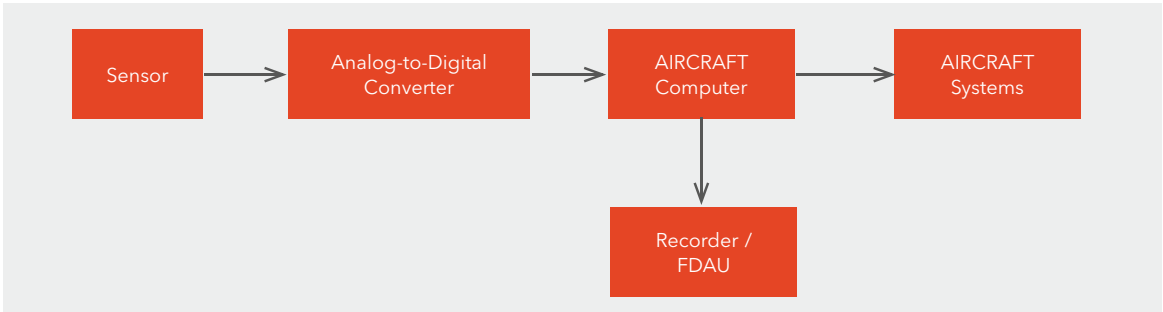 Sensor
Analog-to-Digital
Converter
AIRCRAFT
Computer
AIRCRAFT
Systems
Recorder /
FDAU